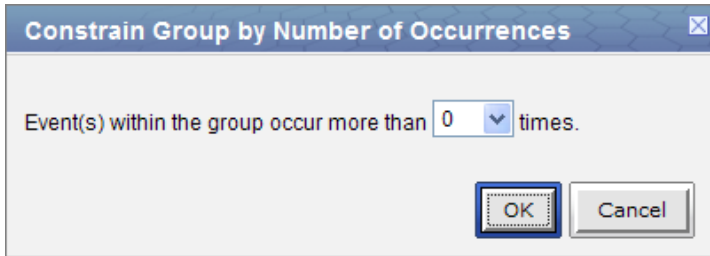 Constrain Group by Number of Occurrences
Event(s) within the group occur more than 0 times.
OK Cancel